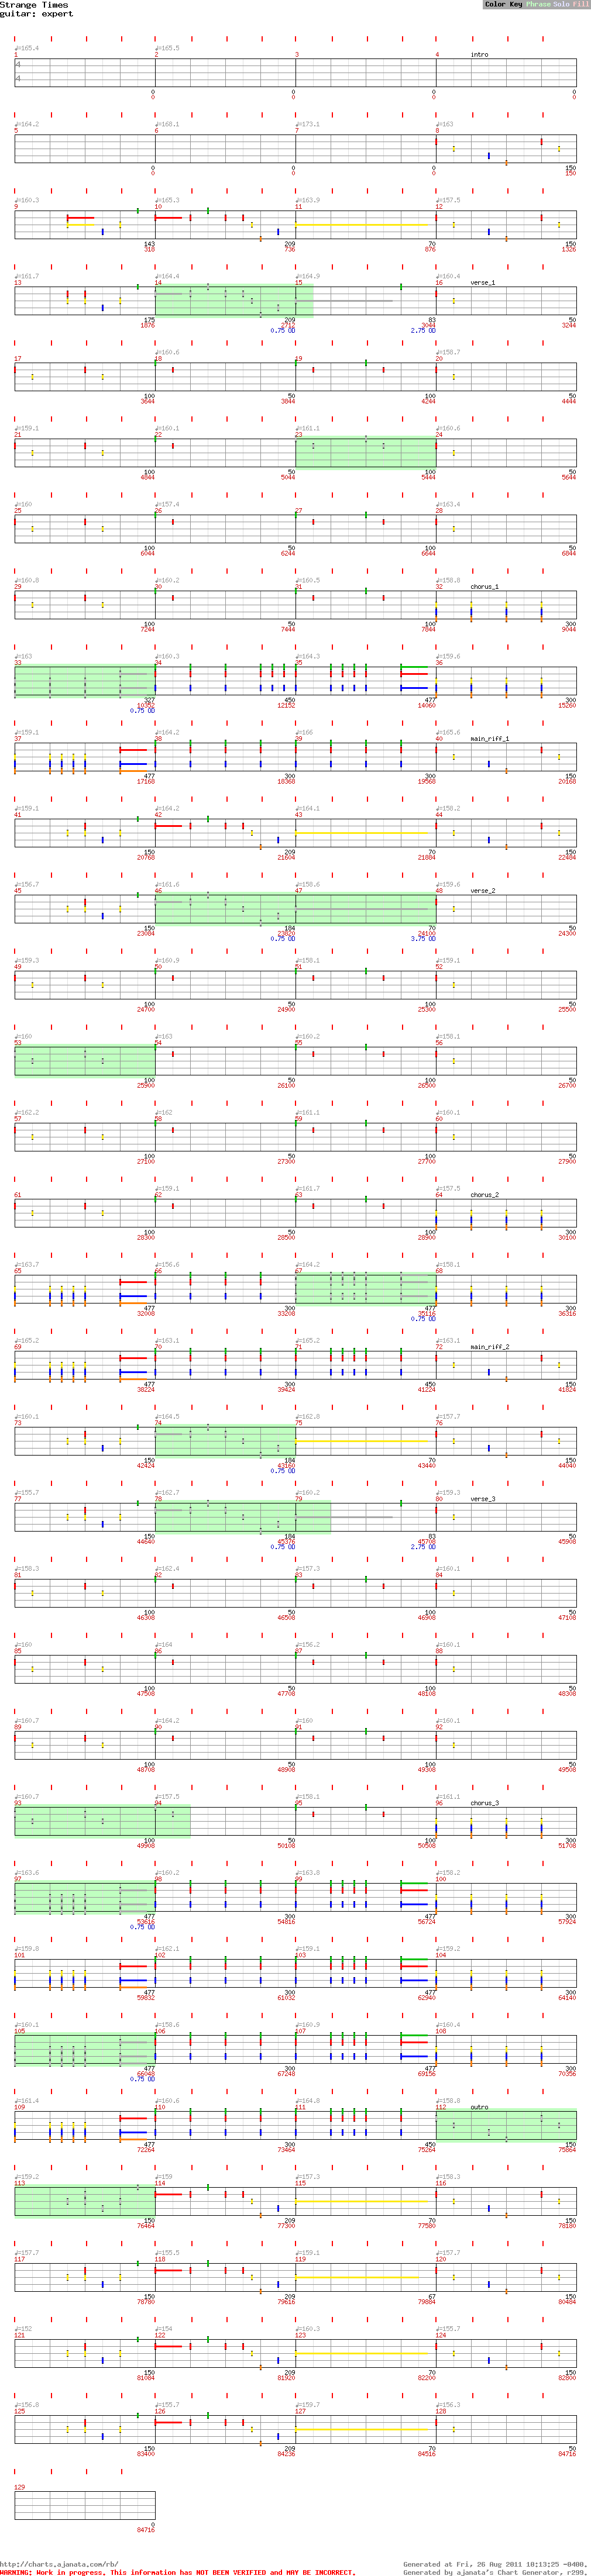 Strange Times
guitar: expert
Color Key Phrase Solo Fill
♩=165.4 ♩=165.5
1 2 3 4 intro
4
4
0 0 0
0 0 0 0
♩=164.2 ♩=168.1 ♩=173.1 ♩=163
5 6 7 8
0 0 0 150
0 0 0 150
♩=160.3 ♩=165.3 ♩=163.9 ♩=157.5
9 10 11 12
143 209 70 150
318 736 876 1326
♩=161.7 ♩=164.4 ♩=164.9 ♩=160.4
13 14 15 16 verse_1
175 209 83 50
1876 2712 3044 3244
0.75 OD 2.75 OD
♩=160.6 ♩=158.7
17 18 19 20
100 50 100 50
3644 3844 4244 4444
♩=159.1 ♩=160.1 ♩=161.1 ♩=160.6
21 22 23 24
100 50 100 50
4844 5044 5444 5644
♩=160 ♩=157.4 ♩=163.4
25 26 27 28
100 50 100 50
6044 6244 6644 6844
♩=160.8 ♩=160.2 ♩=160.5 ♩=158.8
29 30 31 32 chorus_1
100 50 100 300
7244 7444 7844 9044
♩=163 ♩=160.3 ♩=164.3 ♩=159.6
33 34 35 36
327 450 477 300
10352 12152 14060 15260
0.75 OD
♩=159.1 ♩=164.2 ♩=166 ♩=165.6
37 38 39 40 main_riff_1
477 300 300 150
17168 18368 19568 20168
♩=159.1 ♩=164.2 ♩=164.1 ♩=158.2
41 42 43 44
150 209 70 150
20768 21604 21884 22484
♩=156.7 ♩=161.6 ♩=158.6 ♩=159.6
45 46 47 48 verse_2
150 184 70 50
23084 23820 24100 24300
0.75 OD 3.75 OD
♩=159.3 ♩=160.9 ♩=158.1 ♩=159.1
49 50 51 52
100 50 100 50
24700 24900 25300 25500
♩=160 ♩=163 ♩=160.2 ♩=158.1
53 54 55 56
100 50 100 50
25900 26100 26500 26700
♩=162.2 ♩=162 ♩=161.1 ♩=160.1
57 58 59 60
100 50 100 50
27100 27300 27700 27900
♩=159.1 ♩=161.7 ♩=157.5
61 62 63 64 chorus_2
100 50 100 300
28300 28500 28900 30100
♩=163.7 ♩=156.6 ♩=164.2 ♩=158.1
65 66 67 68
477 300 477 300
32008 33208 35116 36316
0.75 OD
♩=165.2 ♩=163.1 ♩=165.2 ♩=163.1
69 70 71 72 main_riff_2
477 300 450 150
38224 39424 41224 41824
♩=160.1 ♩=164.5 ♩=162.8 ♩=157.7
73 74 75 76
150 184 70 150
42424 43160 43440 44040
0.75 OD
♩=155.7 ♩=162.7 ♩=160.2 ♩=159.3
77 78 79 80 verse_3
150 184 83 50
44640 45376 45708 45908
0.75 OD 2.75 OD
♩=158.3 ♩=162.4 ♩=157.3 ♩=160.1
81 82 83 84
100 50 100 50
46308 46508 46908 47108
♩=160 ♩=164 ♩=156.2 ♩=160.1
85 86 87 88
100 50 100 50
47508 47708 48108 48308
♩=160.7 ♩=164.2 ♩=160 ♩=160.1
89 90 91 92
100 50 100 50
48708 48908 49308 49508
♩=160.7 ♩=157.5 ♩=158.1 ♩=161.1
93 94 95 96 chorus_3
100 50 100 300
49908 50108 50508 51708
♩=163.6 ♩=160.2 ♩=163.8 ♩=158.2
97 98 99 100
477 300 477 300
53616 54816 56724 57924
0.75 OD
♩=159.8 ♩=162.1 ♩=159.1 ♩=159.2
101 102 103 104
477 300 477 300
59832 61032 62940 64140
♩=160.1 ♩=158.6 ♩=160.9 ♩=164.2
105 106 107 108
477 300 477 300
66048 67248 69156 70356
0.75 OD
♩=161.4 ♩=160.6 ♩=164.8 ♩=158.8
109 110 111 112 outro
477 300 450 150
72264 73464 75264 75864
♩=159.2 ♩=159 ♩=157.3 ♩=158.3
113 114 115 116
150 209 70 150
76464 77300 77580 78180
♩=157.7 ♩=155.5 ♩=159.1 ♩=157.7
117 118 119 120
150 209 67 150
78780 79616 79884 80484
♩=152 ♩=154 ♩=160.3 ♩=155.7
121 122 123 124
150 209 70 150
81084 81920 82200 82800
♩=156.8 ♩=155.7 ♩=159.7 ♩=156.3
125 126 127 128
150 209 70 50
83400 84236 84516 84716
129
0
84716
http://charts.ajanata.com/rb/
Generated at Fri, 26 Aug 2011 18:13:25 -0400.
WARNING: Work in progress. This information has NOT BEEN VERIFIED and MAY BE INCORRECT.
Generated by ajanata's Chart Generator, r299.